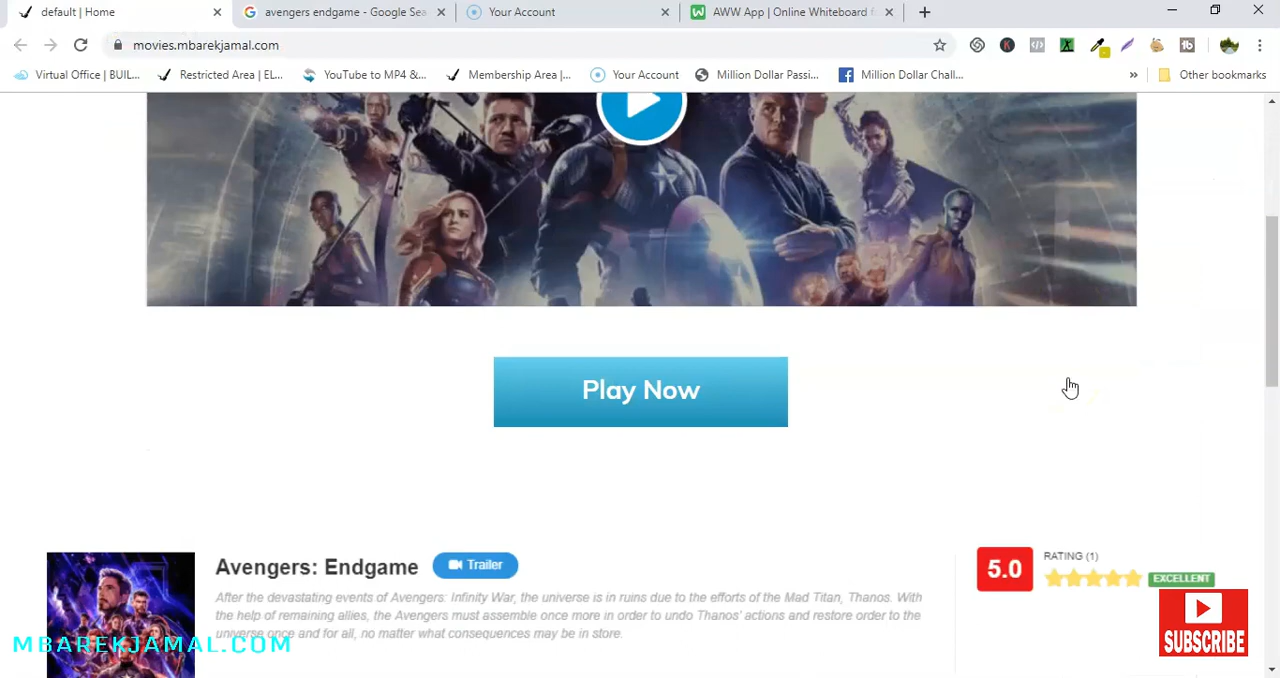 default | Home
avengers endgame - Google Sea
Your Account
AWW App | Online Whiteboard f
movies.mbarekjamal.com
Virtual Office | BUIL...
Restricted Area | EL...
YouTube to MP4 &...
Membership Area |...
Your Account
Million Dollar Passi...
Million Dollar Chall...
Other bookmarks
Play Now
Avengers: Endgame
Trailer
After the devastating events of Avengers: Infinity War, the universe is in ruins due to the efforts of the Mad Titan, Thanos. With
the help of remaining allies, the Avengers must assemble once more in order to undo Thanos' actions and restore order to the
universe once and for all, no matter what consequences may be in store.
5.0
RATING (1)
EXCELLENT
SUBSCRIBE
MBAREKJAMAL.COM